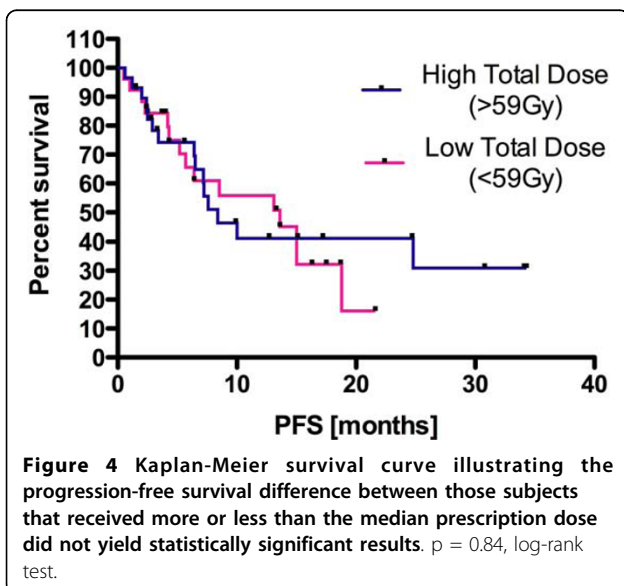 110
100
90
80
70
60
50
40
30
20
10
0
Percent survival
High Total Dose
(>59Gy)
Low Total Dose
(<59Gy)
0 10 20 30 40
PFS [months]
Figure 4 Kaplan-Meier survival curve illustrating the
progression-free survival difference between those subjects
that received more or less than the median prescription dose
did not yield statistically significant results. p = 0.84, log-rank
test.